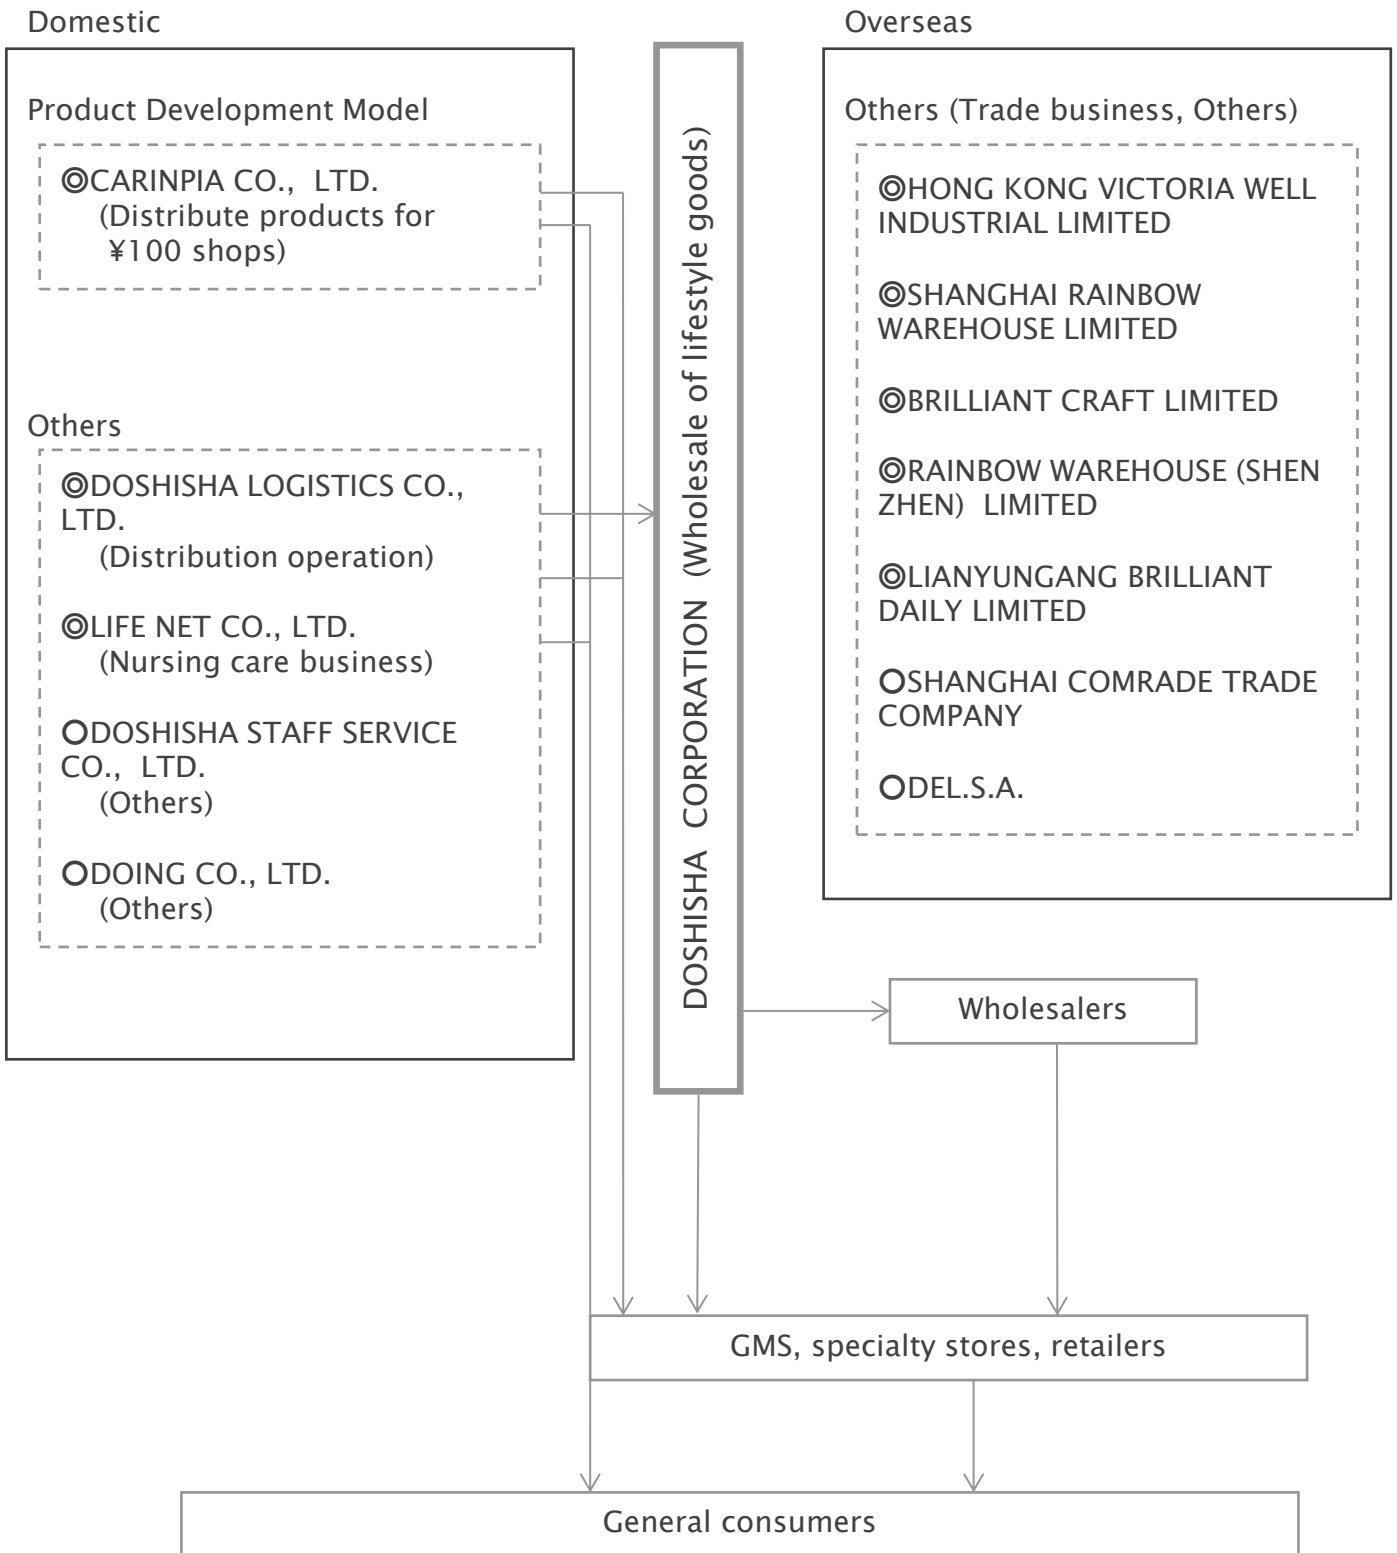 Domestic
Product Development Model
◎CARINPIA CO., LTD.
(Distribute products for
¥100 shops)
Others
◎DOSHISHA LOGISTICS CO.,
LTD.
(Distribution operation)
◎LIFE NET CO., LTD.
(Nursing care business)
○DOSHISHA STAFF SERVICE
CO., LTD.
(Others)
○DOING CO., LTD.
(Others)
DOSHISHA CORPORATION (Wholesale of lifestyle goods)
Overseas
Others (Trade business, Others)
◎HONG KONG VICTORIA WELL
INDUSTRIAL LIMITED
◎SHANGHAI RAINBOW
WAREHOUSE LIMITED
◎BRILLIANT CRAFT LIMITED
◎RAINBOW WAREHOUSE (SHEN
ZHEN) LIMITED
◎LIANYUNGANG BRILLIANT
DAILY LIMITED
○SHANGHAI COMRADE TRADE
COMPANY
○DEL.S.A.
Wholesalers
GMS, specialty stores, retailers
General consumers